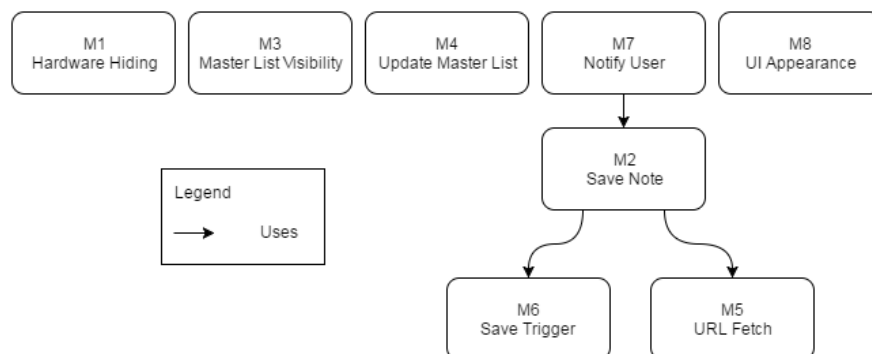 M1
Hardware Hiding
M3
Master List Visibility
M4
Update Master List
M7
Notify User
M8
UI Appearance
M2
Save Note
Legend
Uses
M6
Save Trigger
M5
URL Fetch